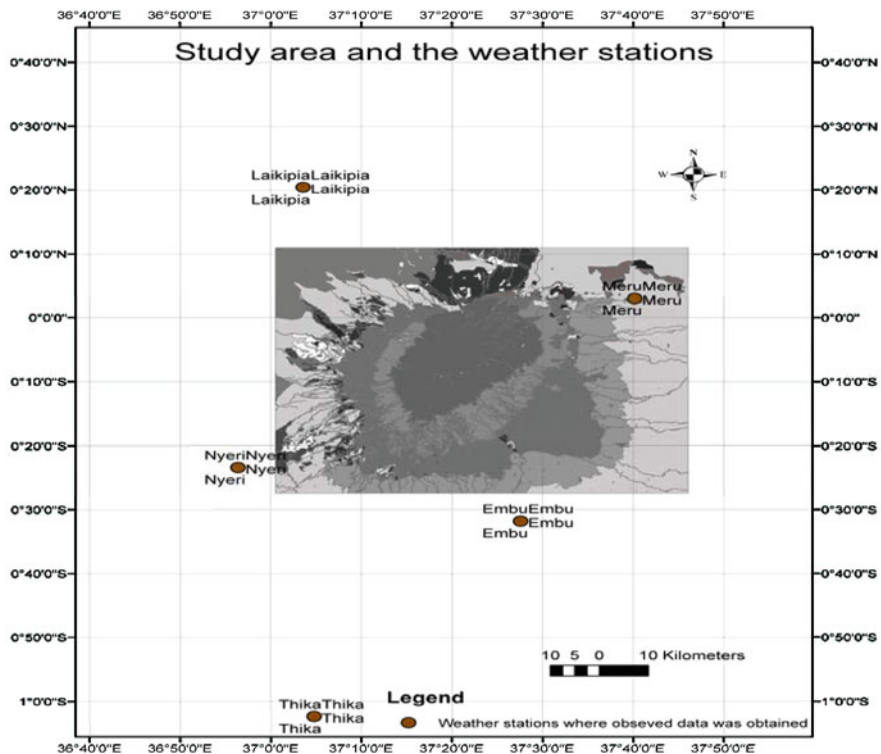 36°40'0"E 36°50'0"E 37°0'0"E 37°10'0"E 37°20'0"E 37°30'0"E 37°40'0"E 37°50'0"E
Study area and the weather stations
0°40'0"N 0°40'0"N
0°30'0"N 0°30'0"N
N
W E
S
LaikipiaLaikipia
Laikipia
Laikipia
0°20'0"N 0°20'0"N
0°10'0"N 0°10'0"N
MeruMeru
Meru
Meru
0°0'0" 0°0'0"
0°10'0"S 0°10'0"S
0°20'0"S 0°20'0"S
NyeriNyeri
Nyeri
Nyeri
0°30'0"S 0°30'0"S
EmbuEmbu
Embu
Embu
0°40'0"S 0°40'0"S
0°50'0"S 0°50'0"S
10 5 0 10 Kilometers
1°0'0"S 1°0'0"S
ThikaThika
Thika
Thika
Legend
Weather stations where obseved data was obtained
36°40'0"E 36°50'0"E 37°0'0"E 37°10'0"E 37°20'0"E 37°30'0"E 37°40'0"E 37°50'0"E